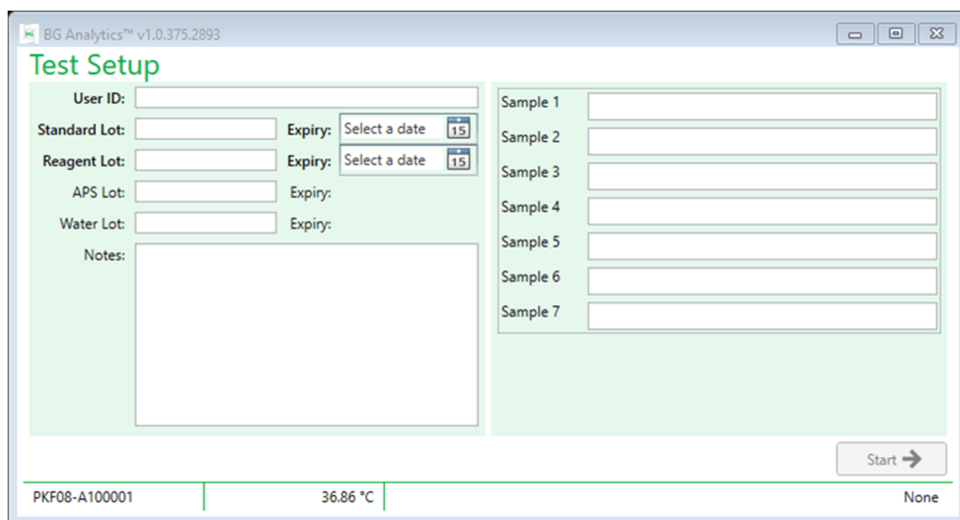 BG Analytics™ v1.0.375.2893
Test Setup
User ID:
Standard Lot: Expiry: Select a date 15
Reagent Lot: Expiry: Select a date 15
APS Lot: Expiry:
Water Lot: Expiry:
Notes:
Sample 1
Sample 2
Sample 3
Sample 4
Sample 5
Sample 6
Sample 7
Start
PKF08-A100001 36.86 °C None